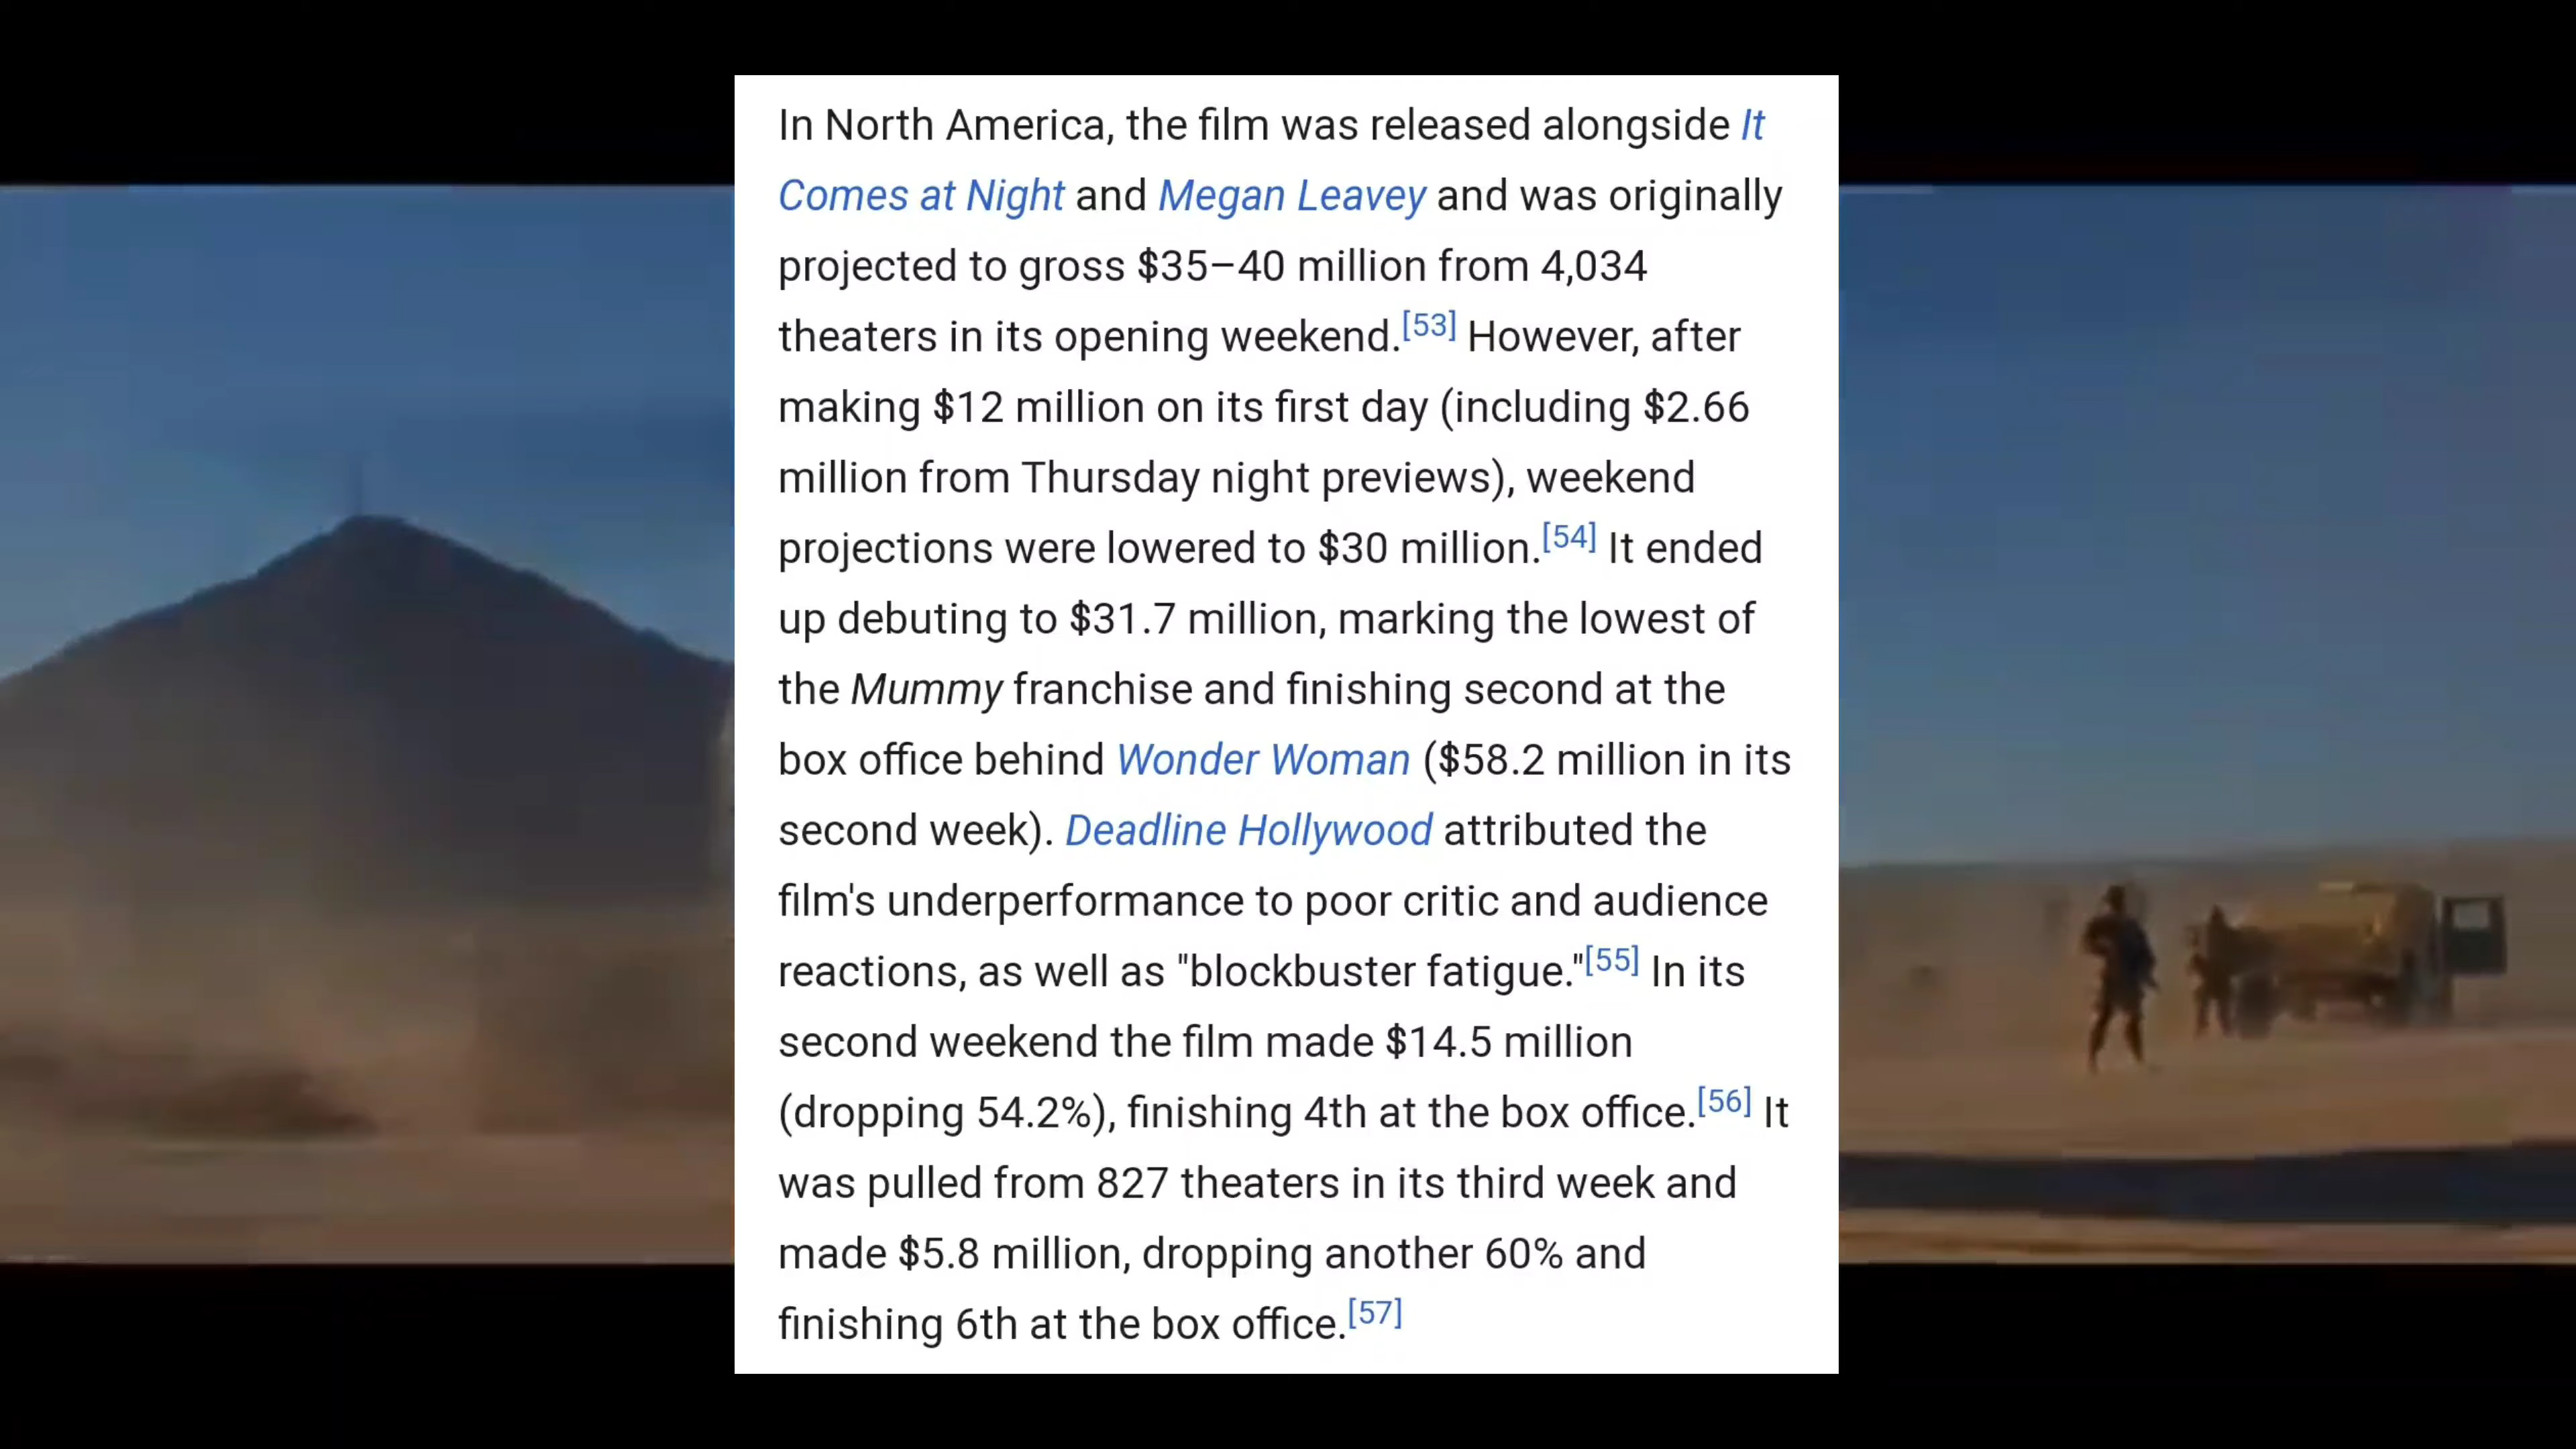 In North America, the film was released alongside It
Comes at Night and Megan Leavey and was originally
projected to gross $35–40 million from 4,034
theaters in its opening weekend.[53] However, after
making $12 million on its first day (including $2.66
million from Thursday night previews), weekend
projections were lowered to $30 million.[54] It ended
up debuting to $31.7 million, marking the lowest of
the Mummy franchise and finishing second at the
box office behind Wonder Woman ($58.2 million in its
second week). Deadline Hollywood attributed the
film's underperformance to poor critic and audience
reactions, as well as "blockbuster fatigue."[55] In its
second weekend the film made $14.5 million
(dropping 54.2%), finishing 4th at the box office.[56] It
was pulled from 827 theaters in its third week and
made $5.8 million, dropping another 60% and
finishing 6th at the box office.[57]